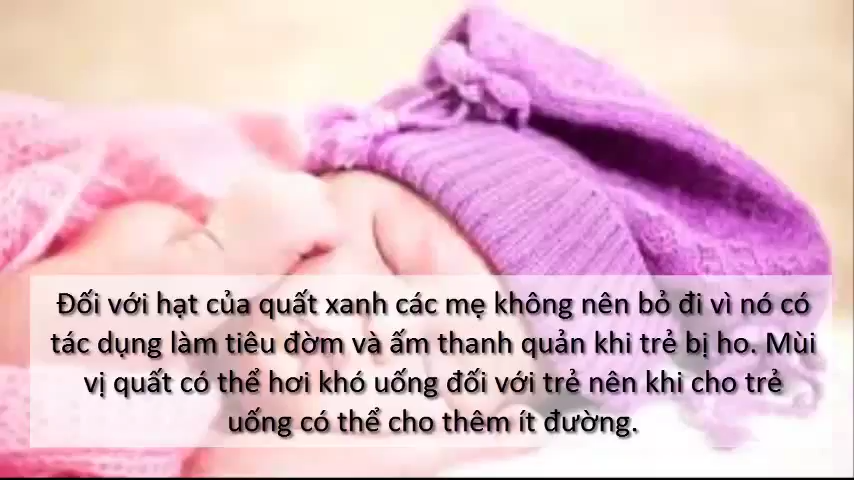 Đối với hạt của quất xanh các mẹ không nên bỏ đi vì nó có
tác dụng làm tiêu đờm và ấm thanh quản khi trẻ bị ho. Mùi
vị quất có thể hơi khó uống đối với trẻ nên khi cho trẻ
uống có thể cho thêm ít đường.